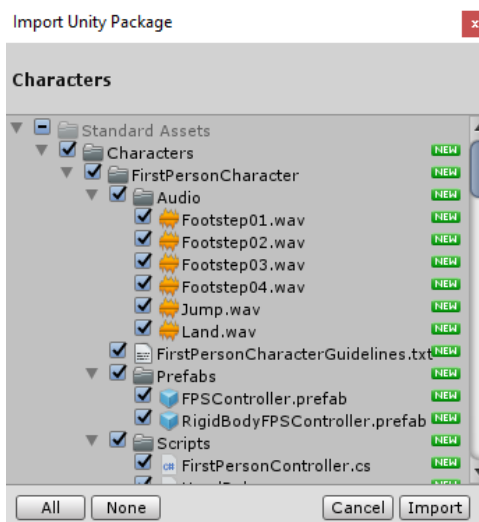 Import Unity Package
x
Characters
Standard Assets
Characters NEW
FirstPersonCharacter NEW
Audio NEW
Footstep01.wav NEW
Footstep02.wav NEW
Footstep03.wav NEW
Footstep04.wav NEW
Jump.wav NEW
Land.wav NEW
FirstPersonCharacterGuidelines.txt NEW
Prefabs NEW
FPSController.prefab NEW
RigidBodyFPSController.prefab NEW
Scripts NEW
C# FirstPersonController.cs NEW
All None Cancel Import